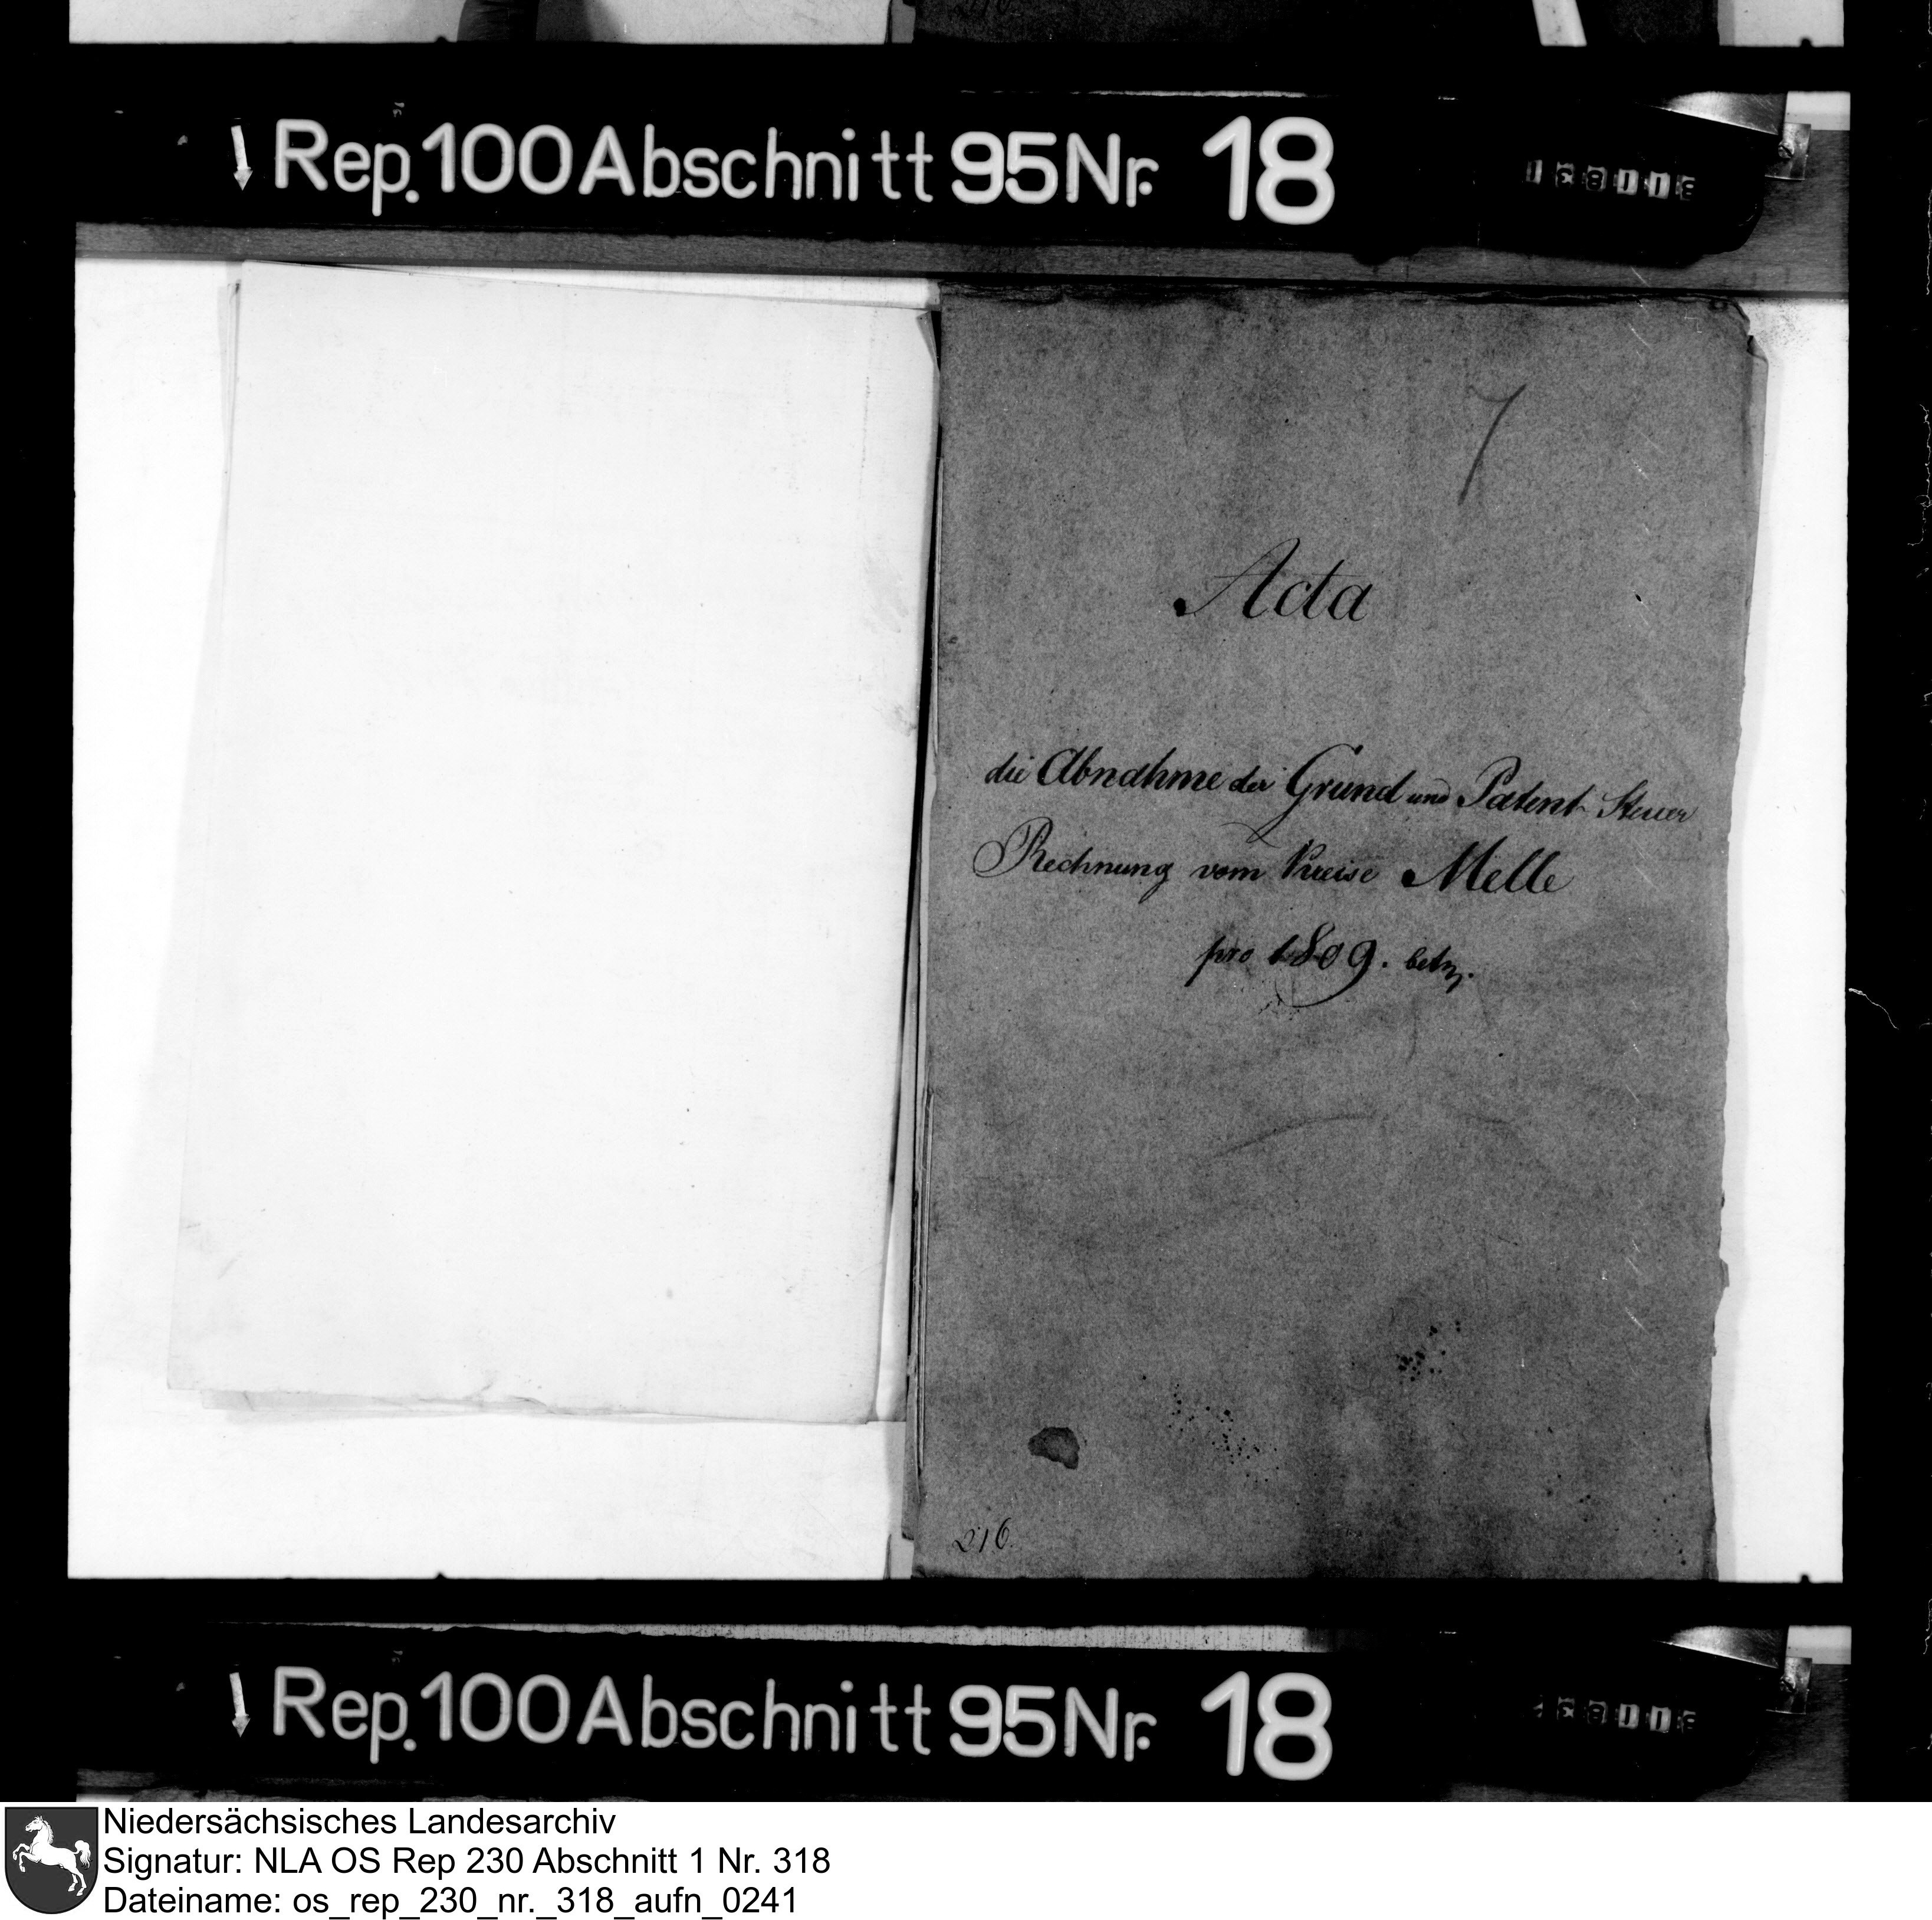 Rep. 100 Abschnitt 95 Nr. 18
7
Acta
die Abnahme der Grund und Patent Steuer
Rechnung vom Kreise Melle
pro 1809. betr.
216.
Rep. 100 Abschnitt 95 Nr. 18
Niedersächsisches Landesarchiv
Signatur: NLA OS Rep 230 Abschnitt 1 Nr. 318
Dateiname: os_rep_230_nr._318_aufn_0241